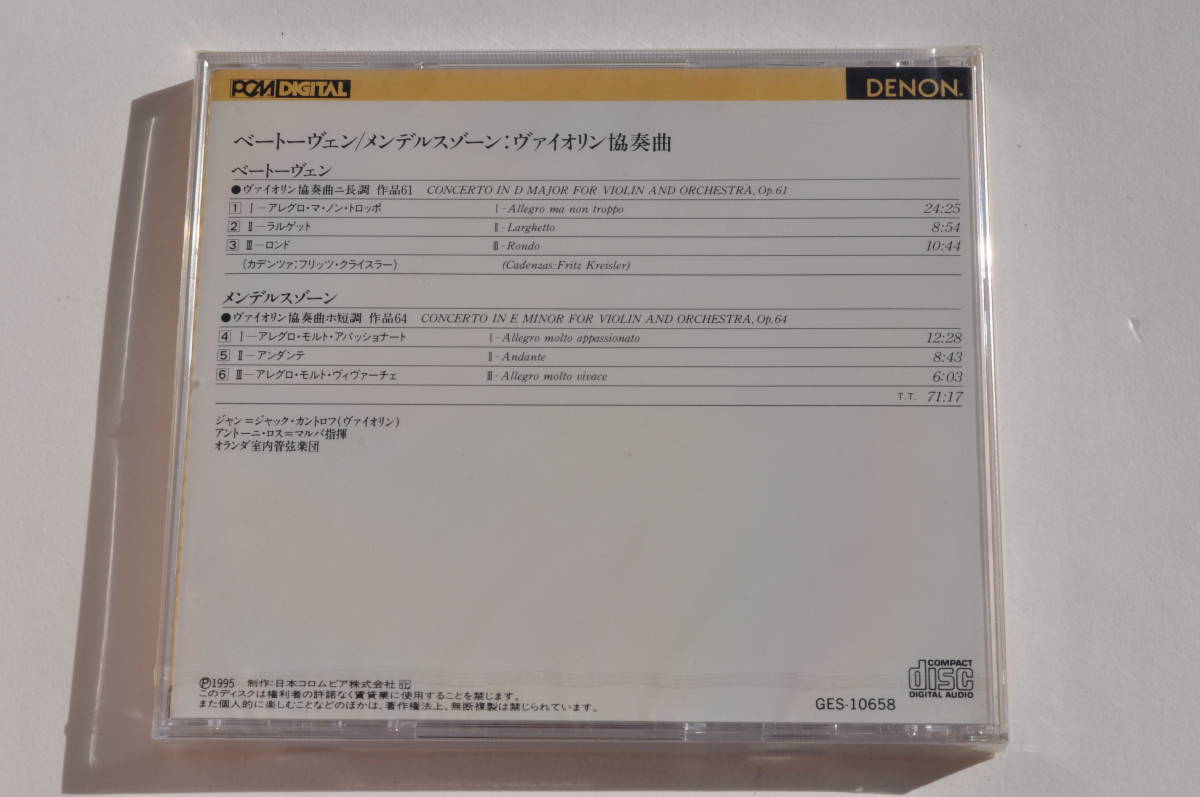 PCM DIGITAL DENON
ベートーヴェン/メンデルスゾーン:ヴァイオリン協奏曲
ベートーヴェン
●ヴァイオリン協奏曲ニ長調 作品61 CONCERTO IN D MAJOR FOR VIOLIN AND ORCHESTRA, Op.61
1 Ⅰ―アレグロ・マ・ノン・トロッポ Ⅰ-Allegro ma non troppo 24:25
2 Ⅱ―ラルゲット Ⅱ-Larghetto 8:54
3 Ⅲ―ロンド Ⅲ-Rondo 10:44
(カデンツァ:フリッツ・クライスラー) (Cadenzas:Fritz Kreisler)
メンデルスゾーン
●ヴァイオリン協奏曲ホ短調 作品64 CONCERTO IN E MINOR FOR VIOLIN AND ORCHESTRA, Op.64
4 Ⅰ―アレグロ・モルト・アパッショナート Ⅰ-Allegro molto appassionato 12:28
5 Ⅱ―アンダンテ Ⅱ-Andante 8:43
6 Ⅲ―アレグロ・モルト・ヴィヴァーチェ Ⅲ-Allegro molto vivace 6:03
T.T. 71:17
ジャン=ジャック・カントロフ(ヴァイオリン)
アントーニ・ロス=マルバ指揮
オランダ室内管弦楽団
Ⓟ1995 制作:日本コロムビア株式会社
このディスクは権利者の許諾なく賃貸業に使用することを禁じます。
また個人的に楽しむことなどのほかは、著作権法上、無断複製は禁じられています。
GES-10658
COMPACT
disc
DIGITAL AUDIO